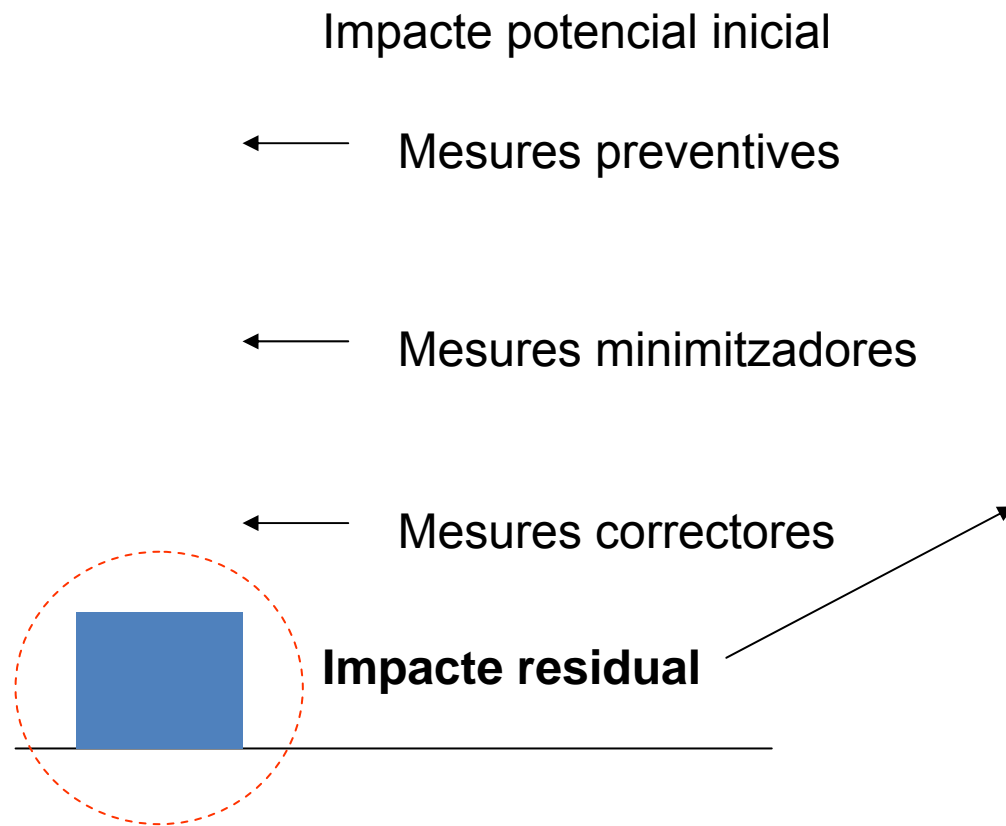 Impacte potencial inicial
Mesures preventives
Mesures minimitzadores
Mesures correctores
Impacte residual